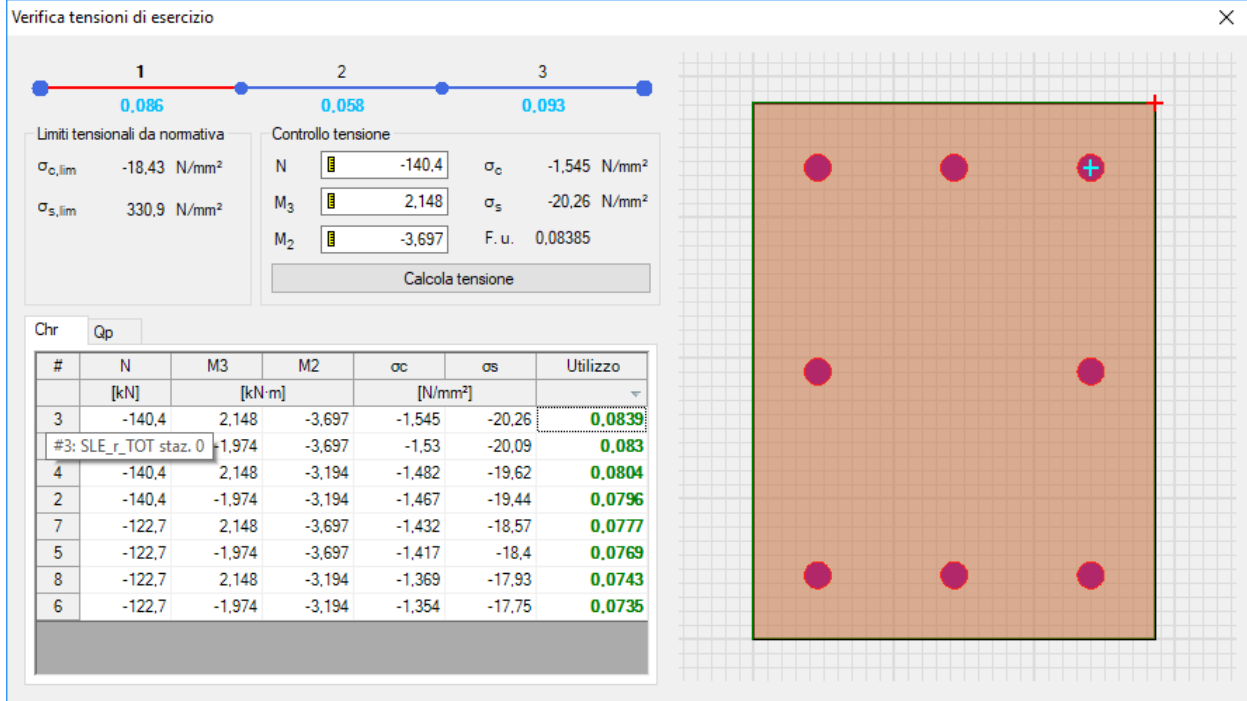 Verifica tensioni di esercizio
1 2 3
0,086 0,058 0,093
Limiti tensionali da normativa
σc,lim -18,43 N/mm²
σs,lim 330,9 N/mm²
Controllo tensione
N -140,4 σc -1,545 N/mm²
M3 2,148 σs -20,26 N/mm²
M2 -3,697 F. u. 0,08385
Calcola tensione
Chr Qp
# N M3 M2 σc σs Utilizzo
[kN] [kN·m] [N/mm²]
3 -140,4 2,148 -3,697 -1,545 -20,26 0,0839
#3: SLE_r_TOT staz. 0 -1,974 -3,697 -1,53 -20,09 0,083
4 -140,4 2,148 -3,194 -1,482 -19,62 0,0804
2 -140,4 -1,974 -3,194 -1,467 -19,44 0,0796
7 -122,7 2,148 -3,697 -1,432 -18,57 0,0777
5 -122,7 -1,974 -3,697 -1,417 -18,4 0,0769
8 -122,7 2,148 -3,194 -1,369 -17,93 0,0743
6 -122,7 -1,974 -3,194 -1,354 -17,75 0,0735